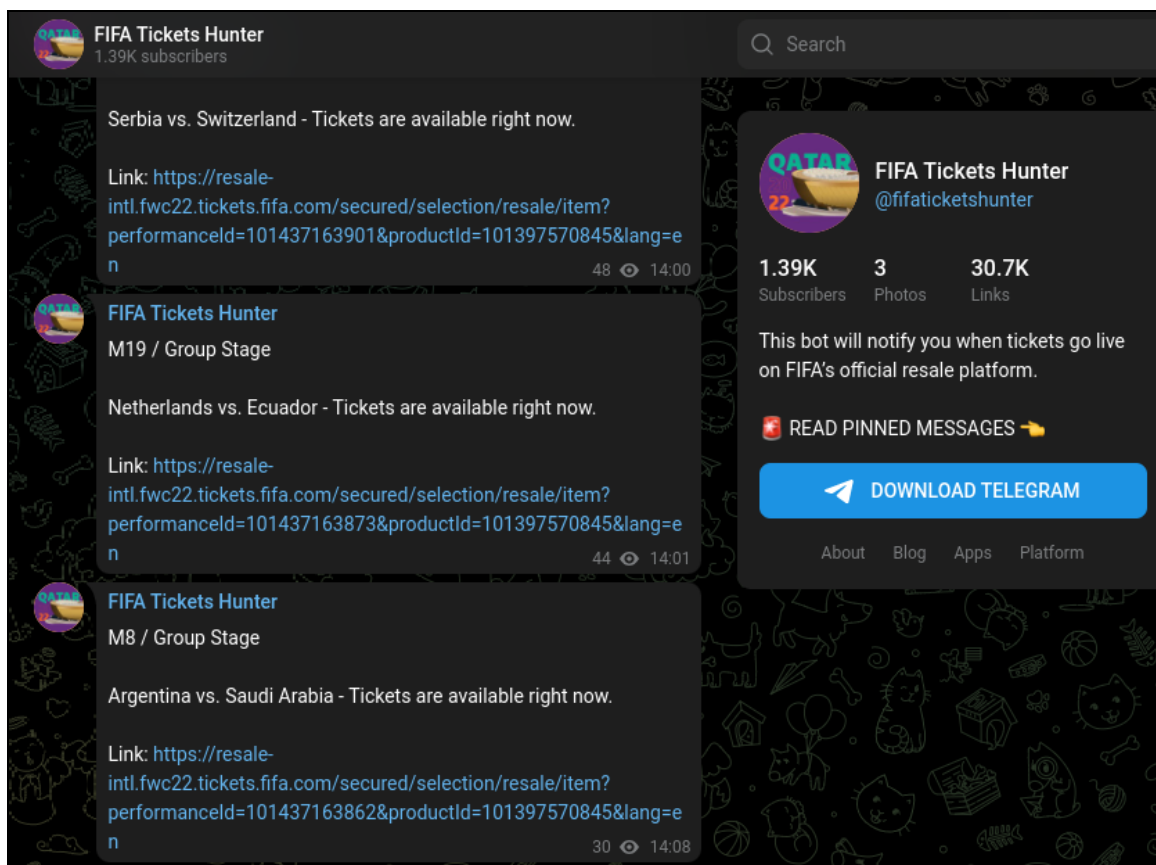 FIFA Tickets Hunter
1.39K subscribers
Search
Serbia vs. Switzerland - Tickets are available right now.
Link: https://resale-
intl.fwc22.tickets.fifa.com/secured/selection/resale/item?
performanceId=101437163901&productId=101397570845&lang=e
n
48 14:00
FIFA Tickets Hunter
M19 / Group Stage
Netherlands vs. Ecuador - Tickets are available right now.
Link: https://resale-
intl.fwc22.tickets.fifa.com/secured/selection/resale/item?
performanceId=101437163873&productId=101397570845&lang=e
n
44 14:01
FIFA Tickets Hunter
M8 / Group Stage
Argentina vs. Saudi Arabia - Tickets are available right now.
Link: https://resale-
intl.fwc22.tickets.fifa.com/secured/selection/resale/item?
performanceId=101437163862&productId=101397570845&lang=e
n
30 14:08
QATAR
22
FIFA Tickets Hunter
@fifaticketshunter
1.39K 3 30.7K
Subscribers Photos Links
This bot will notify you when tickets go live
on FIFA's official resale platform.
READ PINNED MESSAGES
DOWNLOAD TELEGRAM
About Blog Apps Platform